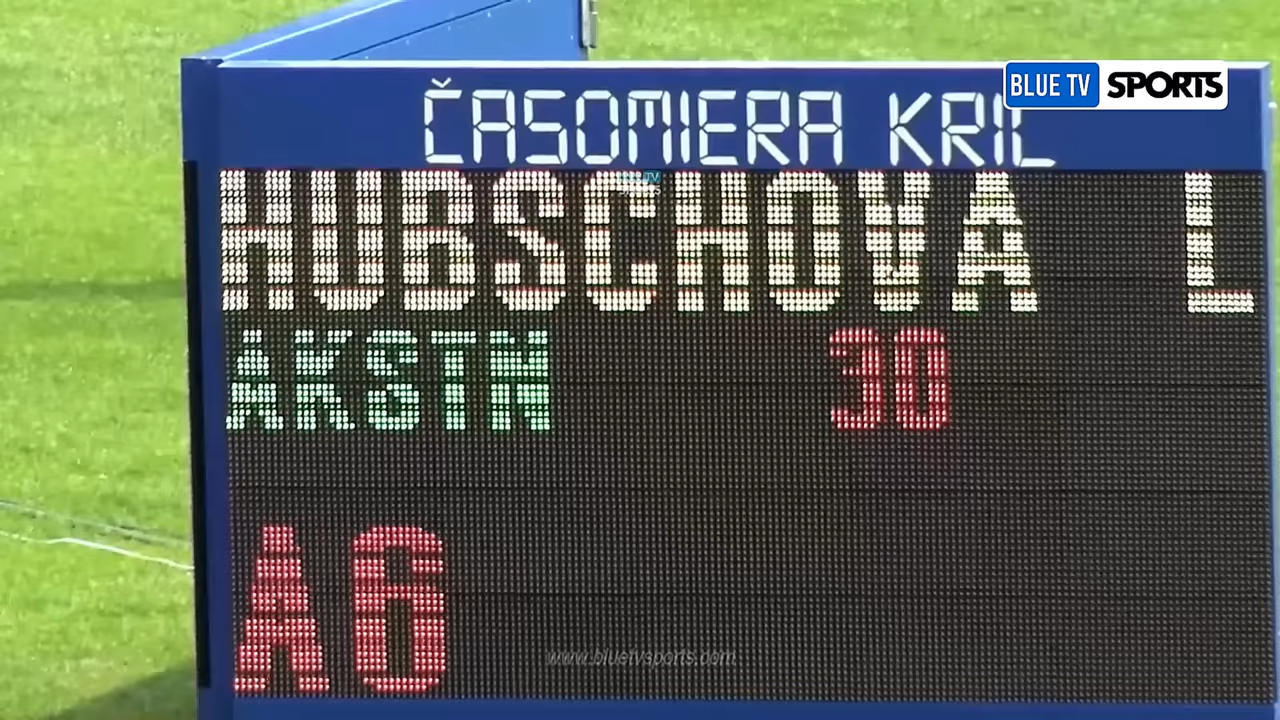 BLUE TV SPORTS
ČASOMIERA KRIL
HUBSCHOVA L
AKSTN 30
A6
www.bluetvsports.com